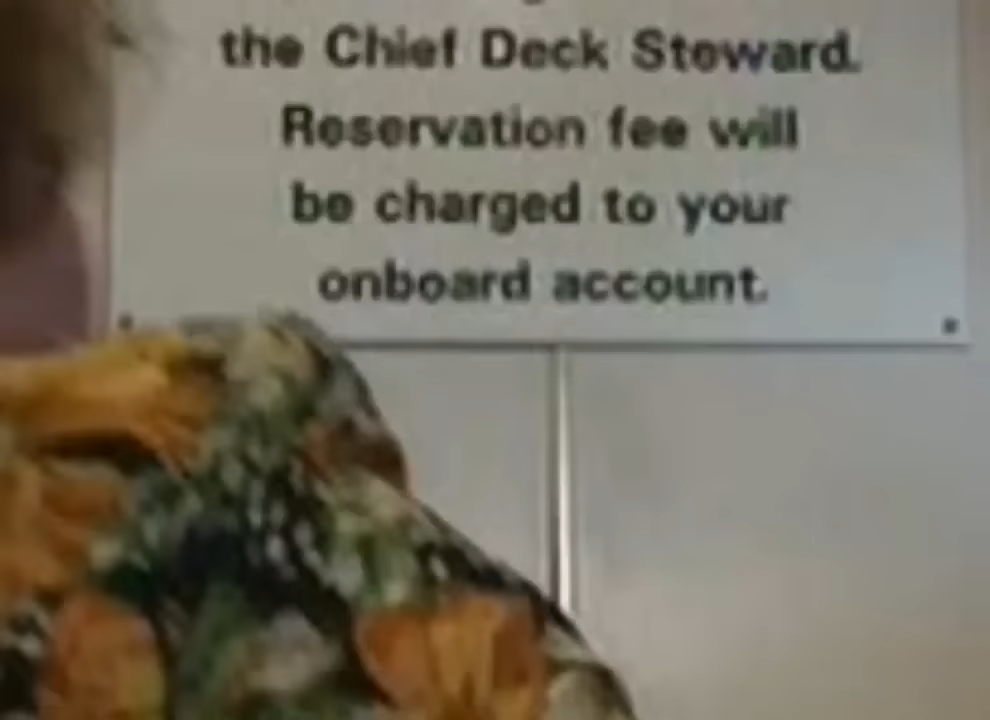 the Chief Deck Steward.
Reservation fee will
be charged to your
onboard account.